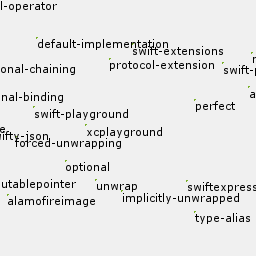 l-operator
default-implementation
swift-extensions
protocol-extension
onal-chaining
swift-p
nal-binding
perfect
swift-playground
xcplayground
ifty-json
forced-unwrapping
optional
utablepointer
unwrap
swiftexpress
implicitly-unwrapped
alamofireimage
type-alias